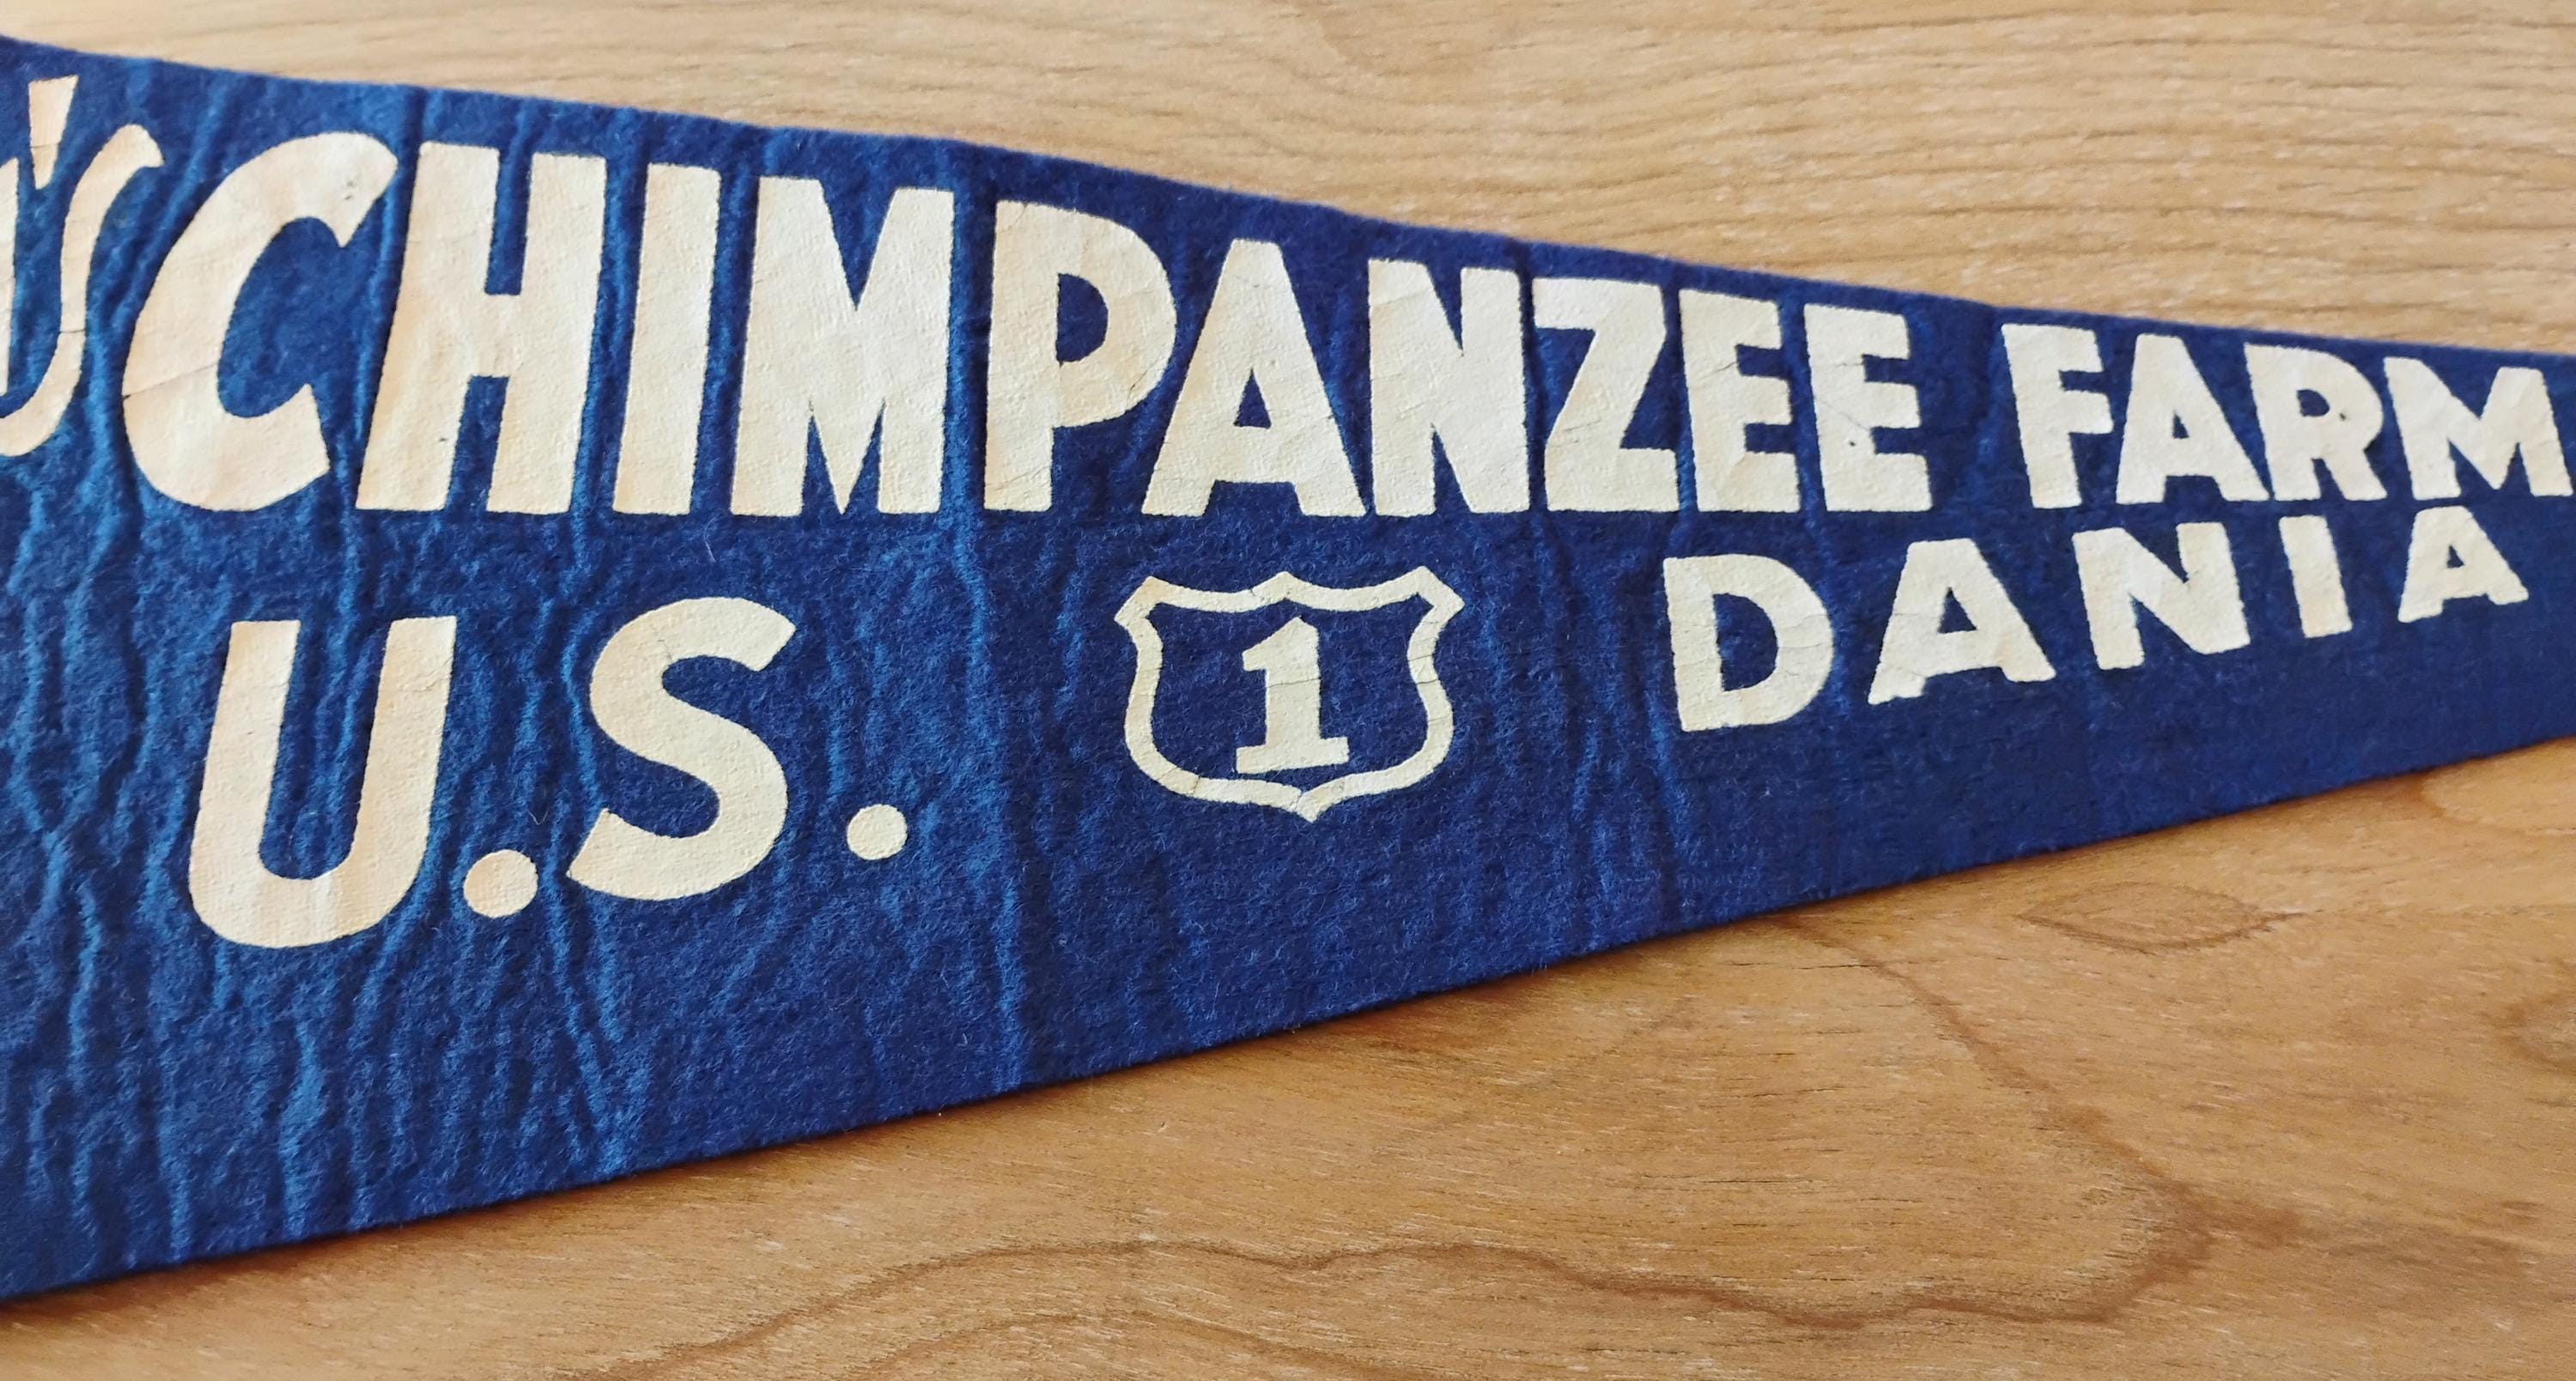 's CHIMPANZEE FARM
U.S. 1 DANIA